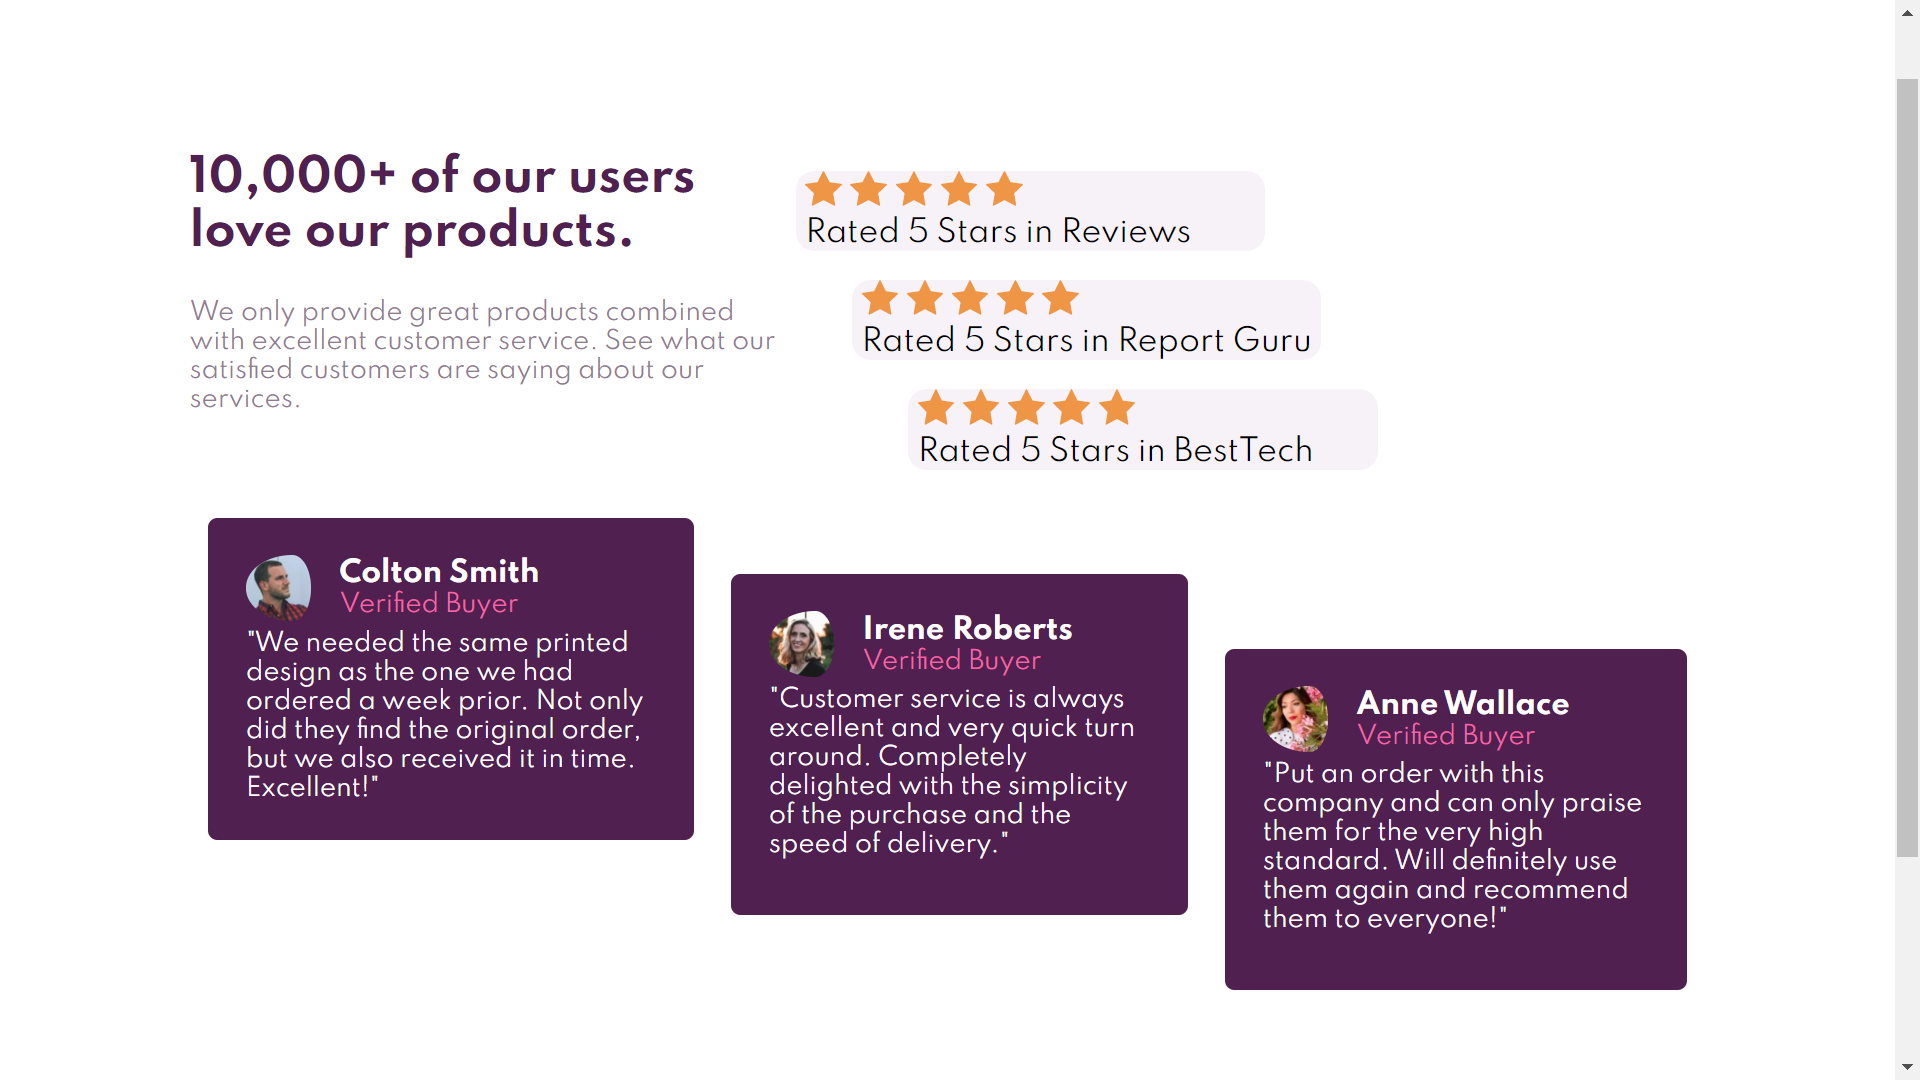 10,000+ of our users
love our products.
We only provide great products combined
with excellent customer service. See what our
satisfied customers are saying about our
services.
Rated 5 Stars in Reviews
Rated 5 Stars in Report Guru
Rated 5 Stars in BestTech
Colton Smith
Verified Buyer
"We needed the same printed
design as the one we had
ordered a week prior. Not only
did they find the original order,
but we also received it in time.
Excellent!"
Irene Roberts
Verified Buyer
"Customer service is always
excellent and very quick turn
around. Completely
delighted with the simplicity
of the purchase and the
speed of delivery."
Anne Wallace
Verified Buyer
"Put an order with this
company and can only praise
them for the very high
standard. Will definitely use
them again and recommend
them to everyone!"